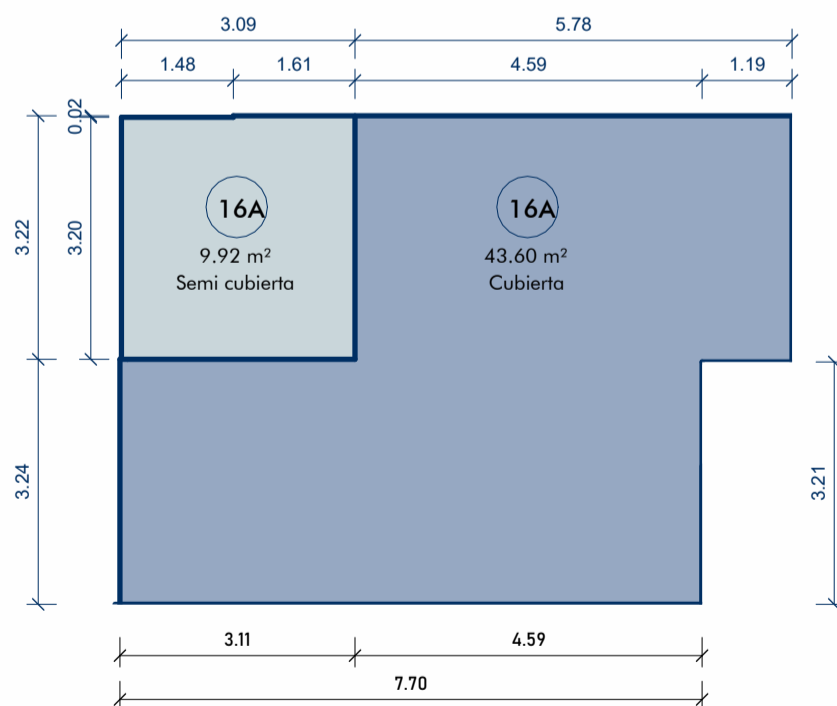 3.09 5.78
1.48 1.61 4.59 1.19
0.02
3.22
3.20
16A
9.92 m²
Semi cubierta
16A
43.60 m²
Cubierta
3.24
3.21
3.11 4.59
7.70